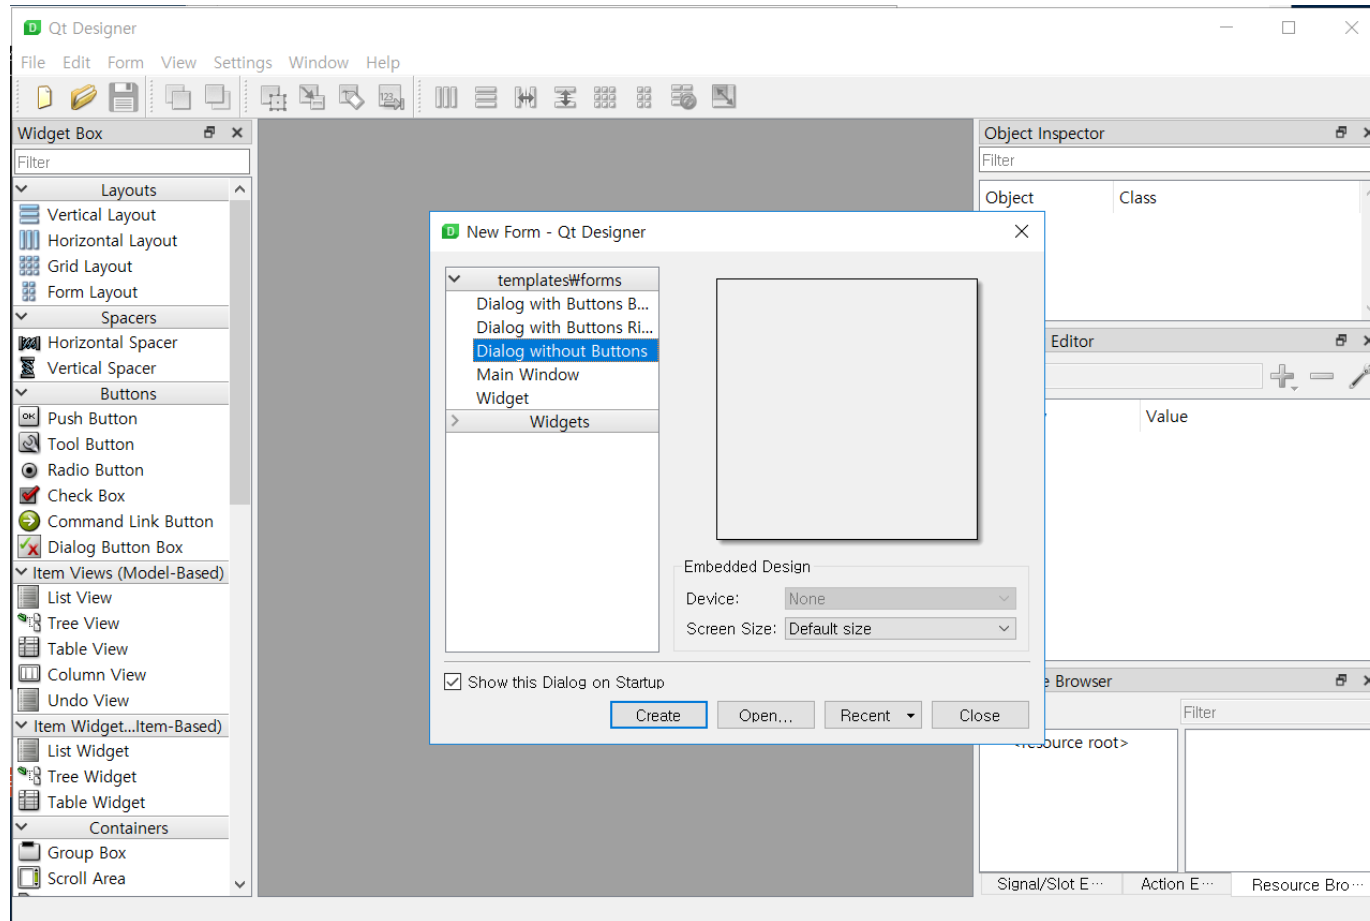 Qt Designer
File Edit Form View Settings Window Help
Widget Box
Filter
Layouts
Vertical Layout
Horizontal Layout
Grid Layout
Form Layout
Spacers
Horizontal Spacer
Vertical Spacer
Buttons
OK Push Button
Tool Button
Radio Button
Check Box
Command Link Button
Dialog Button Box
Item Views (Model-Based)
List View
Tree View
Table View
Column View
Undo View
Item Widget...Item-Based)
List Widget
Tree Widget
Table Widget
Containers
Group Box
Scroll Area
New Form - Qt Designer
templates₩forms
Dialog with Buttons B...
Dialog with Buttons Ri...
Dialog without Buttons
Main Window
Widget
Widgets
Embedded Design
Device: None
Screen Size: Default size
Show this Dialog on Startup
Create Open... Recent Close
Object Inspector
Filter
Object Class
Editor
Value
Browser
Filter
<resource root>
Signal/Slot E… Action E… Resource Bro…